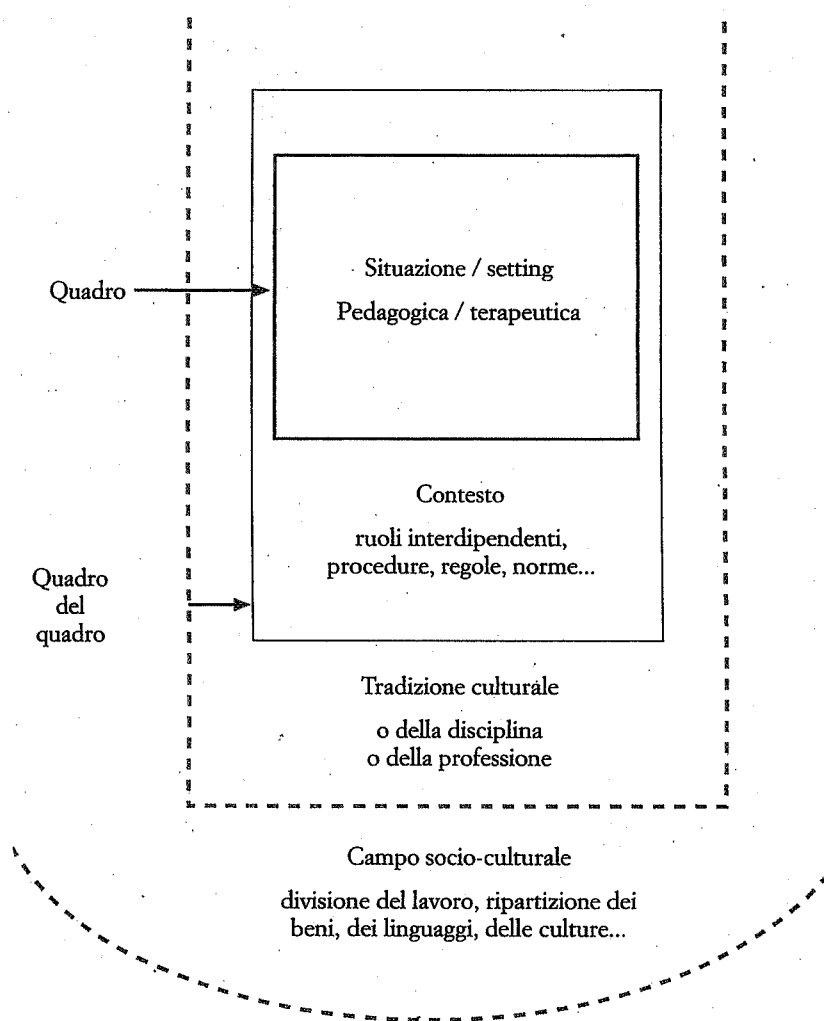 Situazione / setting
Pedagogica / terapeutica
Quadro
Contesto
ruoli interdipendenti,
procedure, regole, norme...
Quadro
del
quadro
Tradizione culturale
o della disciplina
o della professione
Campo socio-culturale
divisione del lavoro, ripartizione dei
beni, dei linguaggi, delle culture...